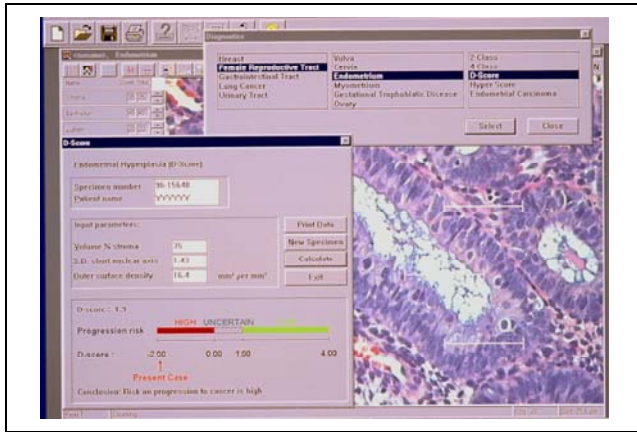 Diagnostics
Breast
Female Reproductive Tract
Gastrointestinal Tract
Lung Cancer
Urinary Tract
Vulva
Cervix
Endometrium
Myometrium
Gestational Trophoblatic Disease
Ovary
2 Class
4 Class
D-Score
Hyper Score
Endometrial Carcinoma
Select
Close
Endometrium
D-Score
Endometrial Hyperplasia (D-Score)
Specimen number
96-15648
Patient name
YYYYYY
Input parameters:
Volume % stroma
35
S.D. short nuclear axis
1.43
Outer surface density
16.4
mm² per mm³
Print Data
New Specimen
Calculate
Exit
D-score :
Progression risk
HIGH
UNCERTAIN
D-score :
-2.00
0.00
1.00
4.00
Present Case
Conclusion: Risk on progression to cancer is high